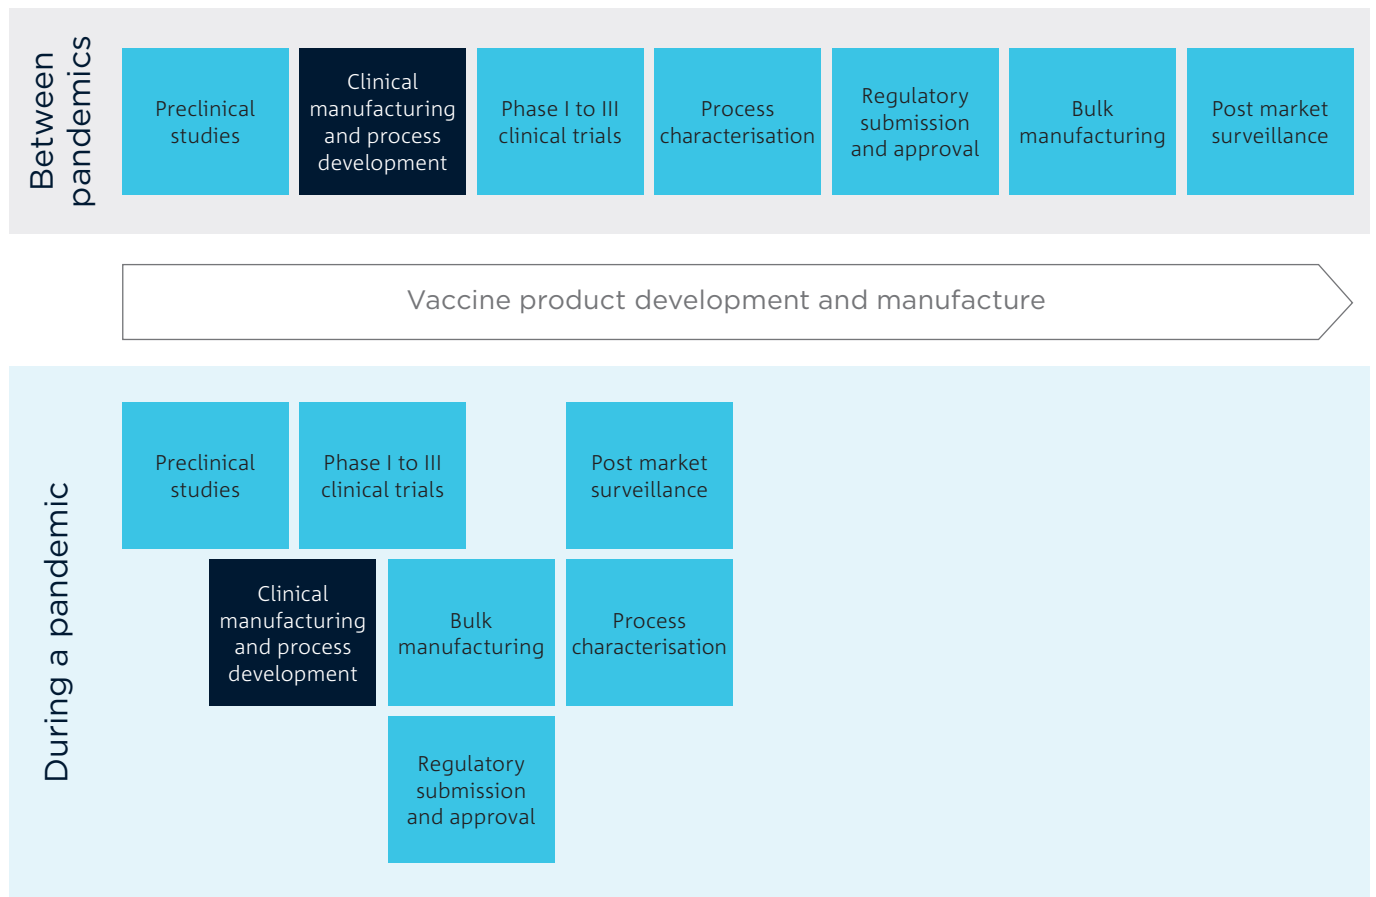 Between
pandemics
Preclinical
studies
Clinical
manufacturing
and process
development
Phase I to III
clinical trials
Process
characterisation
Regulatory
submission
and approval
Bulk
manufacturing
Post market
surveillance
Vaccine product development and manufacture
During a pandemic
Preclinical
studies
Phase I to III
clinical trials
Post market
surveillance
Clinical
manufacturing
and process
development
Bulk
manufacturing
Process
characterisation
Regulatory
submission
and approval